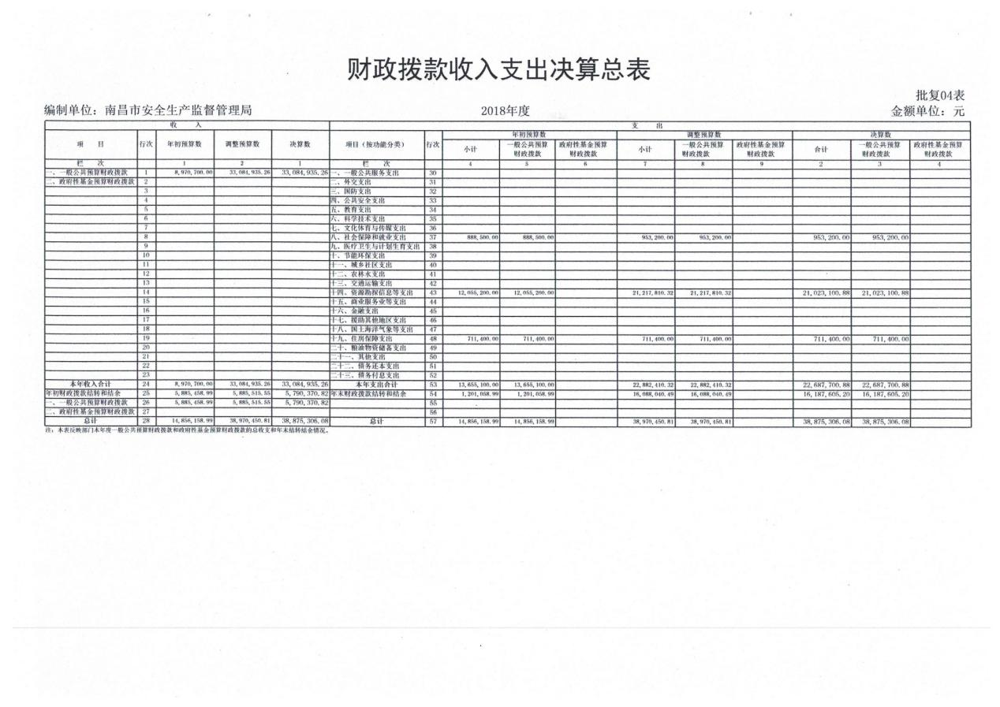 财政拨款收入支出决算总表
批复04表
编制单位：南昌市安全生产监督管理局 2018年度 金额单位：元
收 入 支 出
项 目 行次 年初预算数 调整预算数 决算数 项目（按功能分类） 行次 年初预算数 调整预算数 决算数
小计 一般公共预算财政拨款 政府性基金预算财政拨款 小计 一般公共预算财政拨款 政府性基金预算财政拨款 合计 一般公共预算财政拨款 政府性基金预算财政拨款
栏 次 1 2 1 栏 次 4 5 6 7 8 9 2 3 4
一、一般公共预算财政拨款 1 8,970,700.00 33,084,935.26 33,084,935.26 一、一般公共服务支出 30
二、政府性基金预算财政拨款 2 二、外交支出 31
3 三、国防支出 32
4 四、公共安全支出 33
5 五、教育支出 34
6 六、科学技术支出 35
7 七、文化体育与传媒支出 36
8 八、社会保障和就业支出 37 888,500.00 888,500.00 953,200.00 953,200.00 953,200.00 953,200.00
9 九、医疗卫生与计划生育支出 38
10 十、节能环保支出 39
11 十一、城乡社区支出 40
12 十二、农林水支出 41
13 十三、交通运输支出 42
14 十四、资源勘探信息等支出 43 12,055,200.00 12,055,200.00 21,217,810.32 21,217,810.32 21,023,100.88 21,023,100.88
15 十五、商业服务业等支出 44
16 十六、金融支出 45
17 十七、援助其他地区支出 46
18 十八、国土海洋气象等支出 47
19 十九、住房保障支出 48 711,400.00 711,400.00 711,400.00 711,400.00 711,400.00 711,400.00
20 二十、粮油物资储备支出 49
21 二十一、其他支出 50
22 二十二、债务还本支出 51
23 二十三、债务付息支出 52
本年收入合计 24 8,970,700.00 33,084,935.26 33,084,935.26 本年支出合计 53 13,655,100.00 13,655,100.00 22,882,410.32 22,882,410.32 22,687,700.88 22,687,700.88
年初财政拨款结转和结余 25 5,885,458.99 5,885,515.55 5,790,370.82 年末财政拨款结转和结余 54 1,201,058.99 1,201,058.99 16,088,040.49 16,088,040.49 16,187,605.20 16,187,605.20
一、一般公共预算财政拨款 26 5,885,458.99 5,885,515.55 5,790,370.82 55
二、政府性基金预算财政拨款 27 56
总计 28 14,856,158.99 38,970,450.81 38,875,306.08 总计 57 14,856,158.99 14,856,158.99 38,970,450.81 38,970,450.81 38,875,306.08 38,875,306.08
注：本表反映部门本年度一般公共预算财政拨款和政府性基金预算财政拨款的总收支和年末结转结余情况。